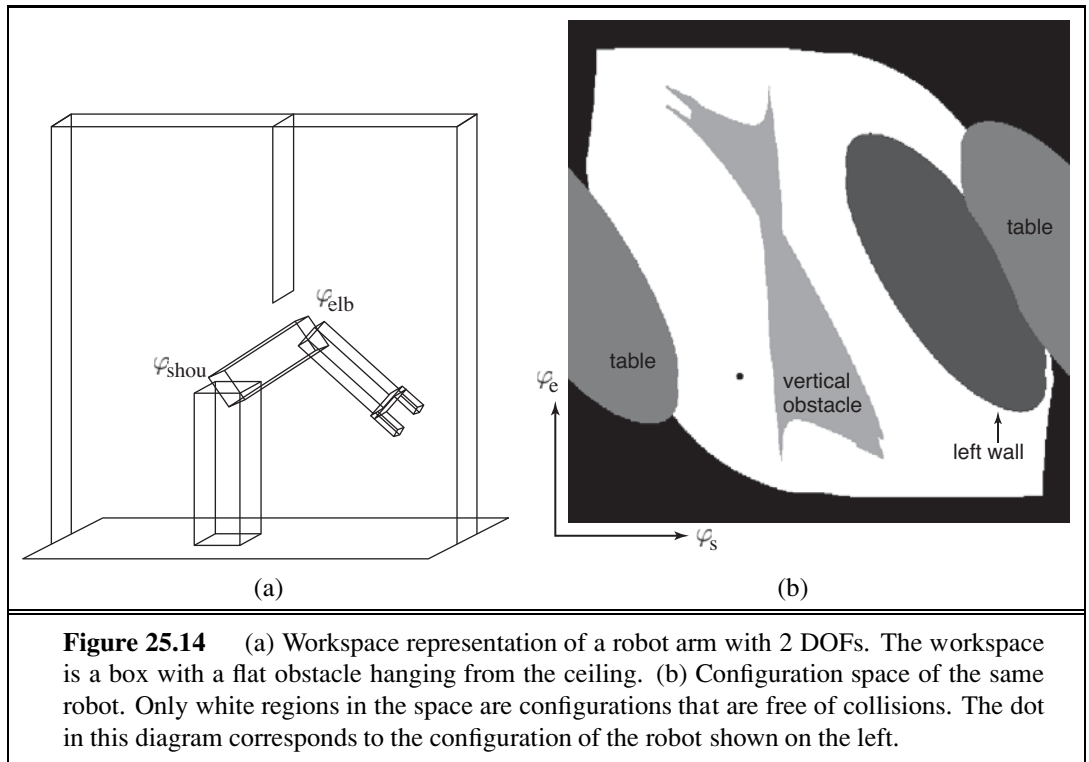 φelb
φshou
(a)
table
table
vertical
obstacle
left wall
φe
φs
(b)
Figure 25.14 (a) Workspace representation of a robot arm with 2 DOFs. The workspace
is a box with a flat obstacle hanging from the ceiling. (b) Configuration space of the same
robot. Only white regions in the space are configurations that are free of collisions. The dot
in this diagram corresponds to the configuration of the robot shown on the left.